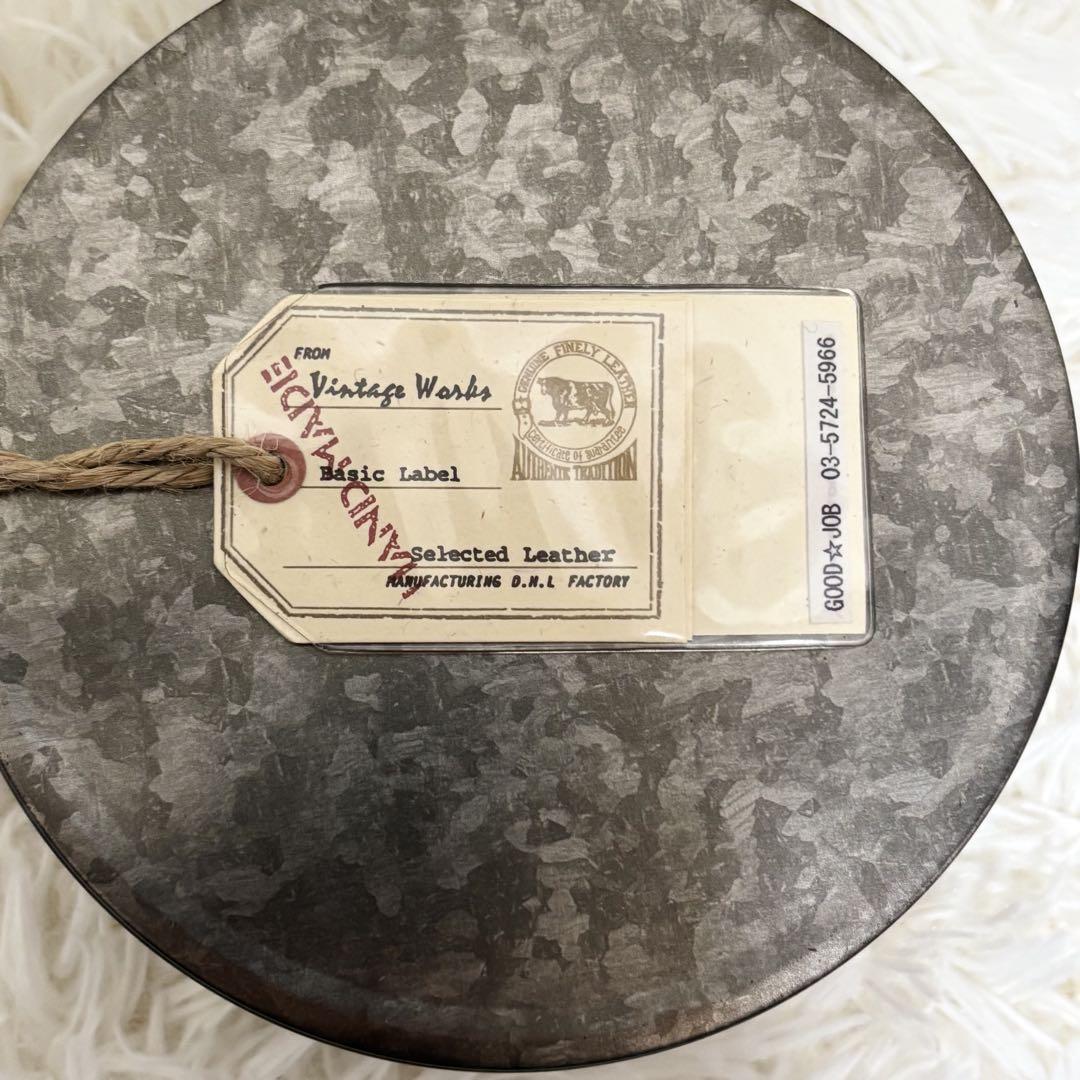 FROM
Vintage Works
HANDMADE
Basic Label
Selected Leather
MANUFACTURING D.N.L FACTORY
GENUINE FINELY LEATHER
Certificate of guarantee
AUTHENTIC TRADITION
GOOD☆JOB 03-5724-5966